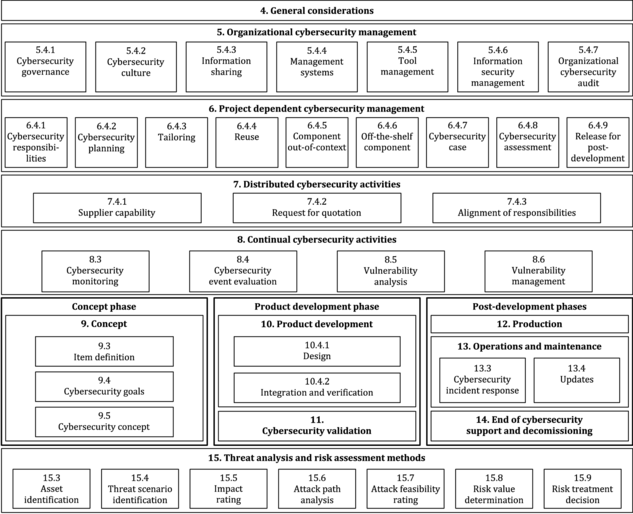 4. General considerations
5. Organizational cybersecurity management
5.4.1
Cybersecurity
governance
5.4.2
Cybersecurity
culture
5.4.3
Information
sharing
5.4.4
Management
systems
5.4.5
Tool
management
5.4.6
Information
security
management
5.4.7
Organizational
cybersecurity
audit
6. Project dependent cybersecurity management
6.4.1
Cybersecurity
responsibi-
lities
6.4.2
Cybersecurity
planning
6.4.3
Tailoring
6.4.4
Reuse
6.4.5
Component
out-of-context
6.4.6
Off-the-shelf
component
6.4.7
Cybersecurity
case
6.4.8
Cybersecurity
assessment
6.4.9
Release for
post-
development
7. Distributed cybersecurity activities
7.4.1
Supplier capability
7.4.2
Request for quotation
7.4.3
Alignment of responsibilities
8. Continual cybersecurity activities
8.3
Cybersecurity
monitoring
8.4
Cybersecurity
event evaluation
8.5
Vulnerability
analysis
8.6
Vulnerability
management
Concept phase
9. Concept
9.3
Item definition
9.4
Cybersecurity goals
9.5
Cybersecurity concept
Product development phase
10. Product development
10.4.1
Design
10.4.2
Integration and verification
11.
Cybersecurity validation
Post-development phases
12. Production
13. Operations and maintenance
13.3
Cybersecurity
incident response
13.4
Updates
14. End of cybersecurity
support and decomissioning
15. Threat analysis and risk assessment methods
15.3
Asset
identification
15.4
Threat scenario
identification
15.5
Impact
rating
15.6
Attack path
analysis
15.7
Attack feasibility
rating
15.8
Risk value
determination
15.9
Risk treatment
decision